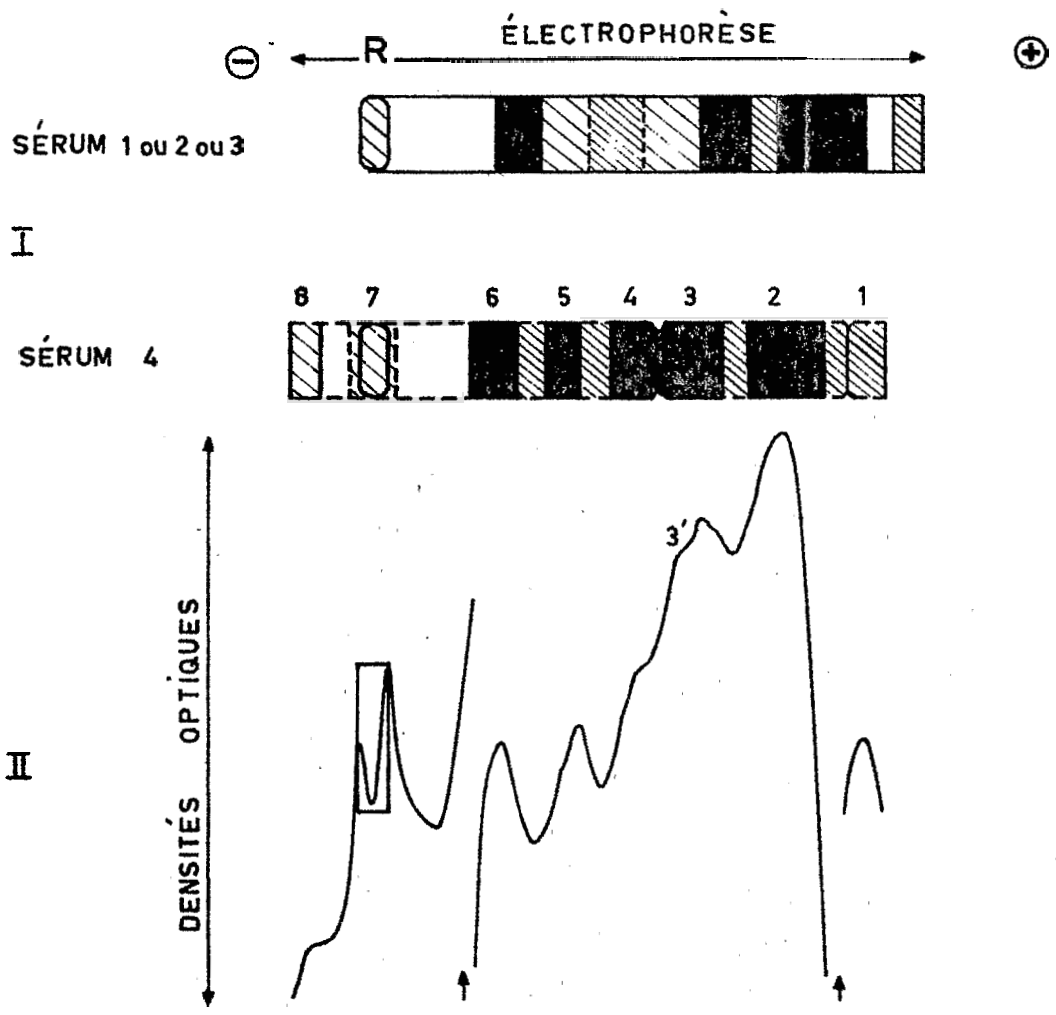 ÉLECTROPHORÈSE
⊖ R ⊕
SÉRUM 1 ou 2 ou 3
I
8 7 6 5 4 3 2 1
SÉRUM 4
3'
DENSITÉS OPTIQUES
II